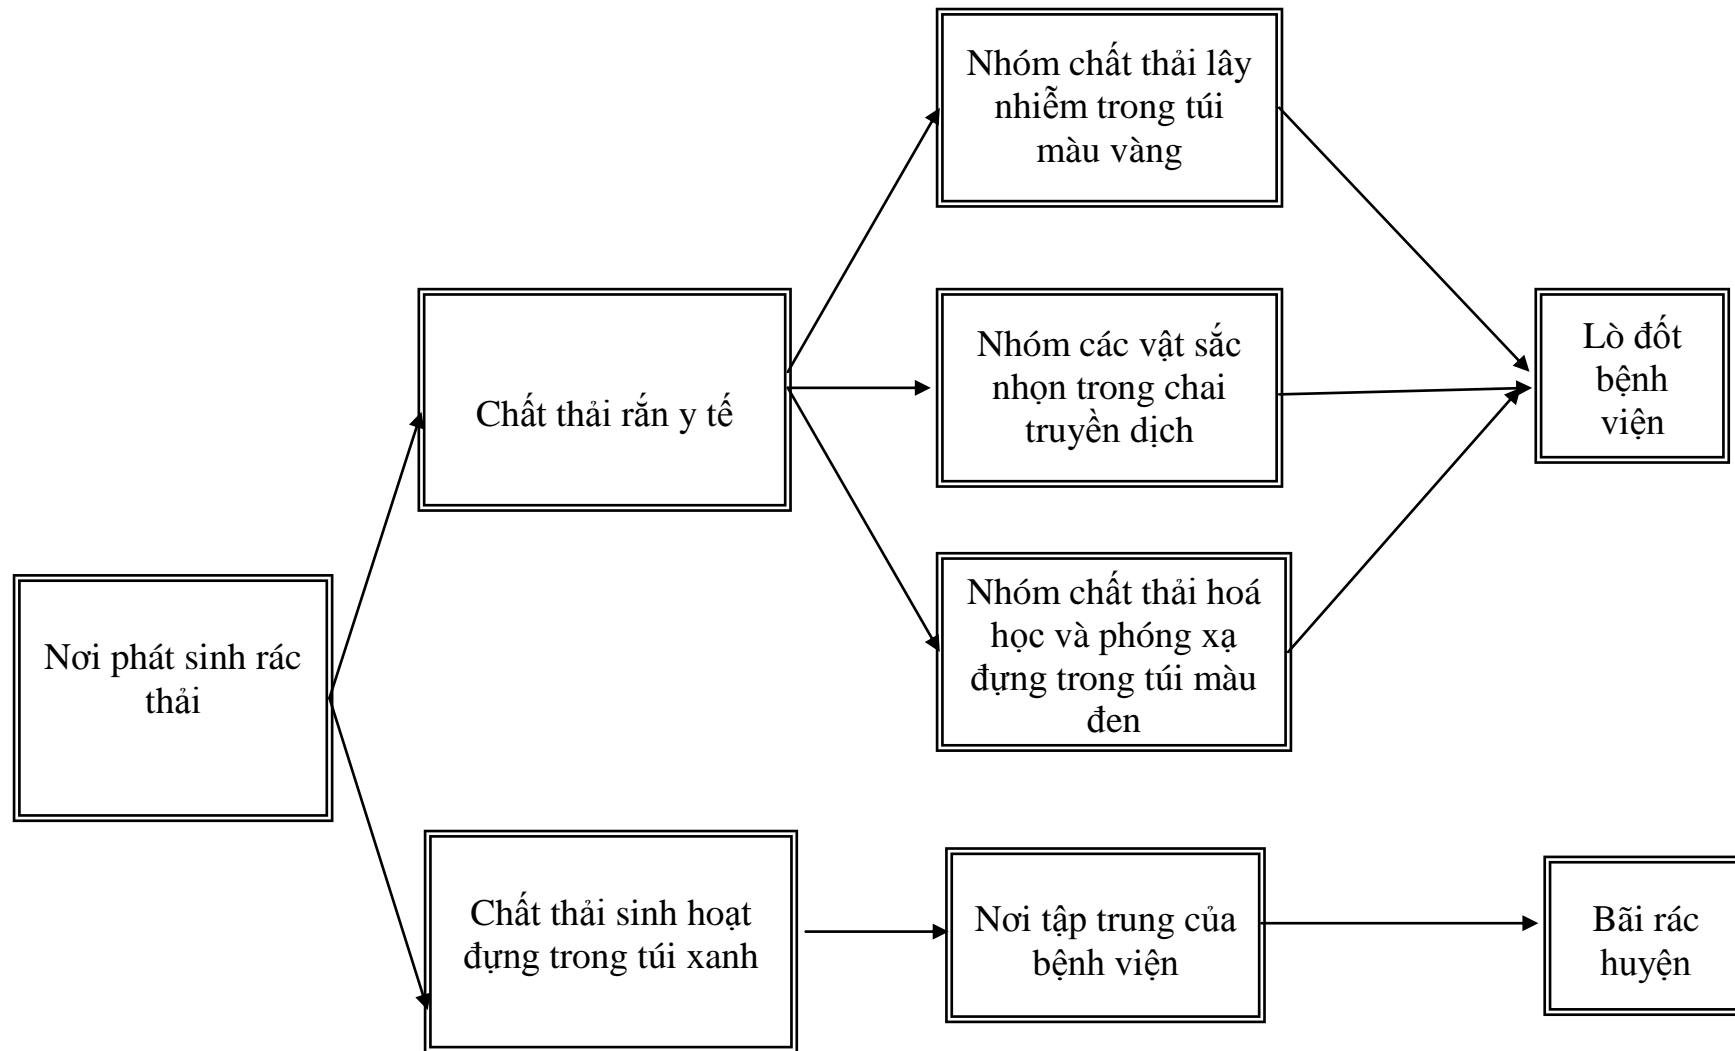 Nhóm chất thải lây
nhiễm trong túi
màu vàng
Chất thải rắn y tế
Nhóm các vật sắc
nhọn trong chai
truyền dịch
Lò đốt
bệnh
viện
Nơi phát sinh rác
thải
Nhóm chất thải hoá
học và phóng xạ
đựng trong túi màu
đen
Chất thải sinh hoạt
đựng trong túi xanh
Nơi tập trung của
bệnh viện
Bãi rác
huyện